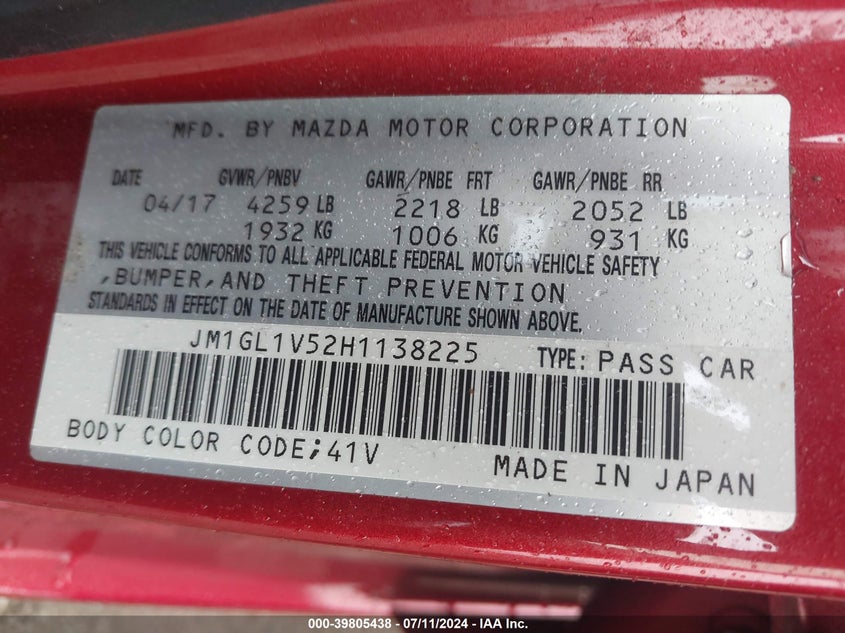 MFD. BY MAZDA MOTOR CORPORATION
DATE GVWR/PNBV GAWR/PNBE FRT GAWR/PNBE RR
04/17 4259 LB 2218 LB 2052 LB
1932 KG 1006 KG 931 KG
THIS VEHICLE CONFORMS TO ALL APPLICABLE FEDERAL MOTOR VEHICLE SAFETY
,BUMPER,AND THEFT PREVENTION
STANDARDS IN EFFECT ON THE DATE OF MANUFACTURE SHOWN ABOVE.
JM1GL1V52H1138225 TYPE: PASS CAR
BODY COLOR CODE;41V
MADE IN JAPAN
000-39805438 - 07/11/2024 - IAA Inc.